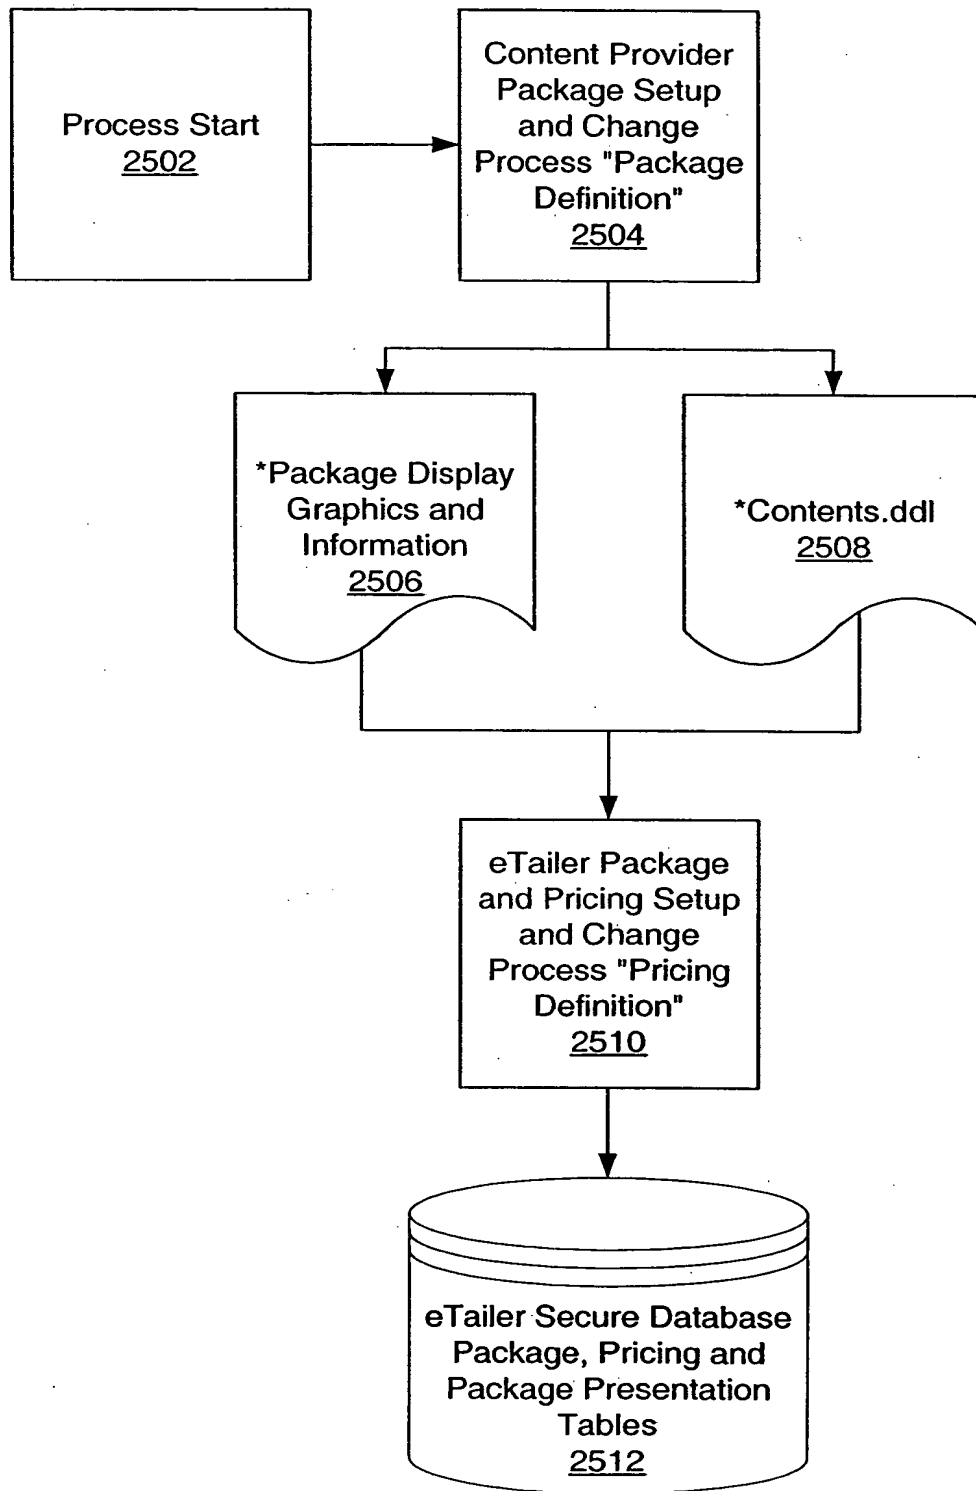 Process Start
2502
Content Provider
Package Setup
and Change
Process "Package
Definition"
2504
*Package Display
Graphics and
Information
2506
*Contents.ddl
2508
eTailer Package
and Pricing Setup
and Change
Process "Pricing
Definition"
2510
eTailer Secure Database
Package, Pricing and
Package Presentation
Tables
2512